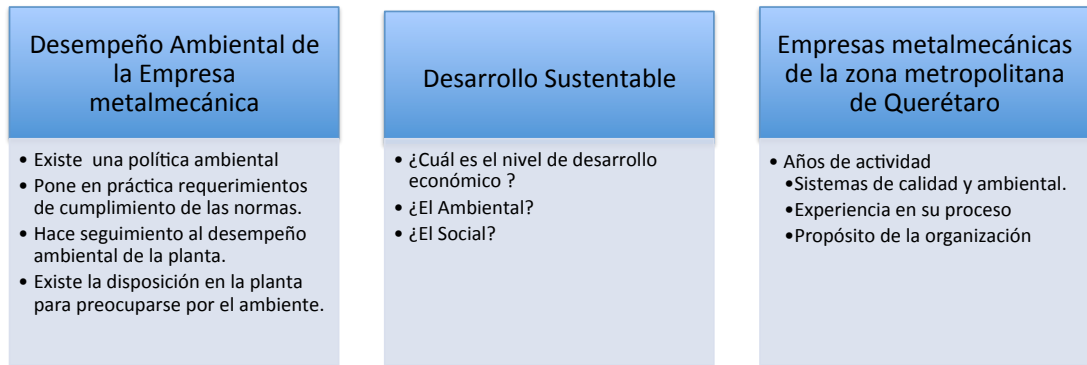 Desempeño Ambiental de
la Empresa
metalmecánica
• Existe una política ambiental
• Pone en práctica requerimientos
de cumplimiento de las normas.
• Hace seguimiento al desempeño
ambiental de la planta.
• Existe la disposición en la planta
para preocuparse por el ambiente.
Desarrollo Sustentable
• ¿Cuál es el nivel de desarrollo
económico ?
• ¿El Ambiental?
• ¿El Social?
Empresas metalmecánicas
de la zona metropolitana
de Querétaro
• Años de actividad
•Sistemas de calidad y ambiental.
•Experiencia en su proceso
•Propósito de la organización